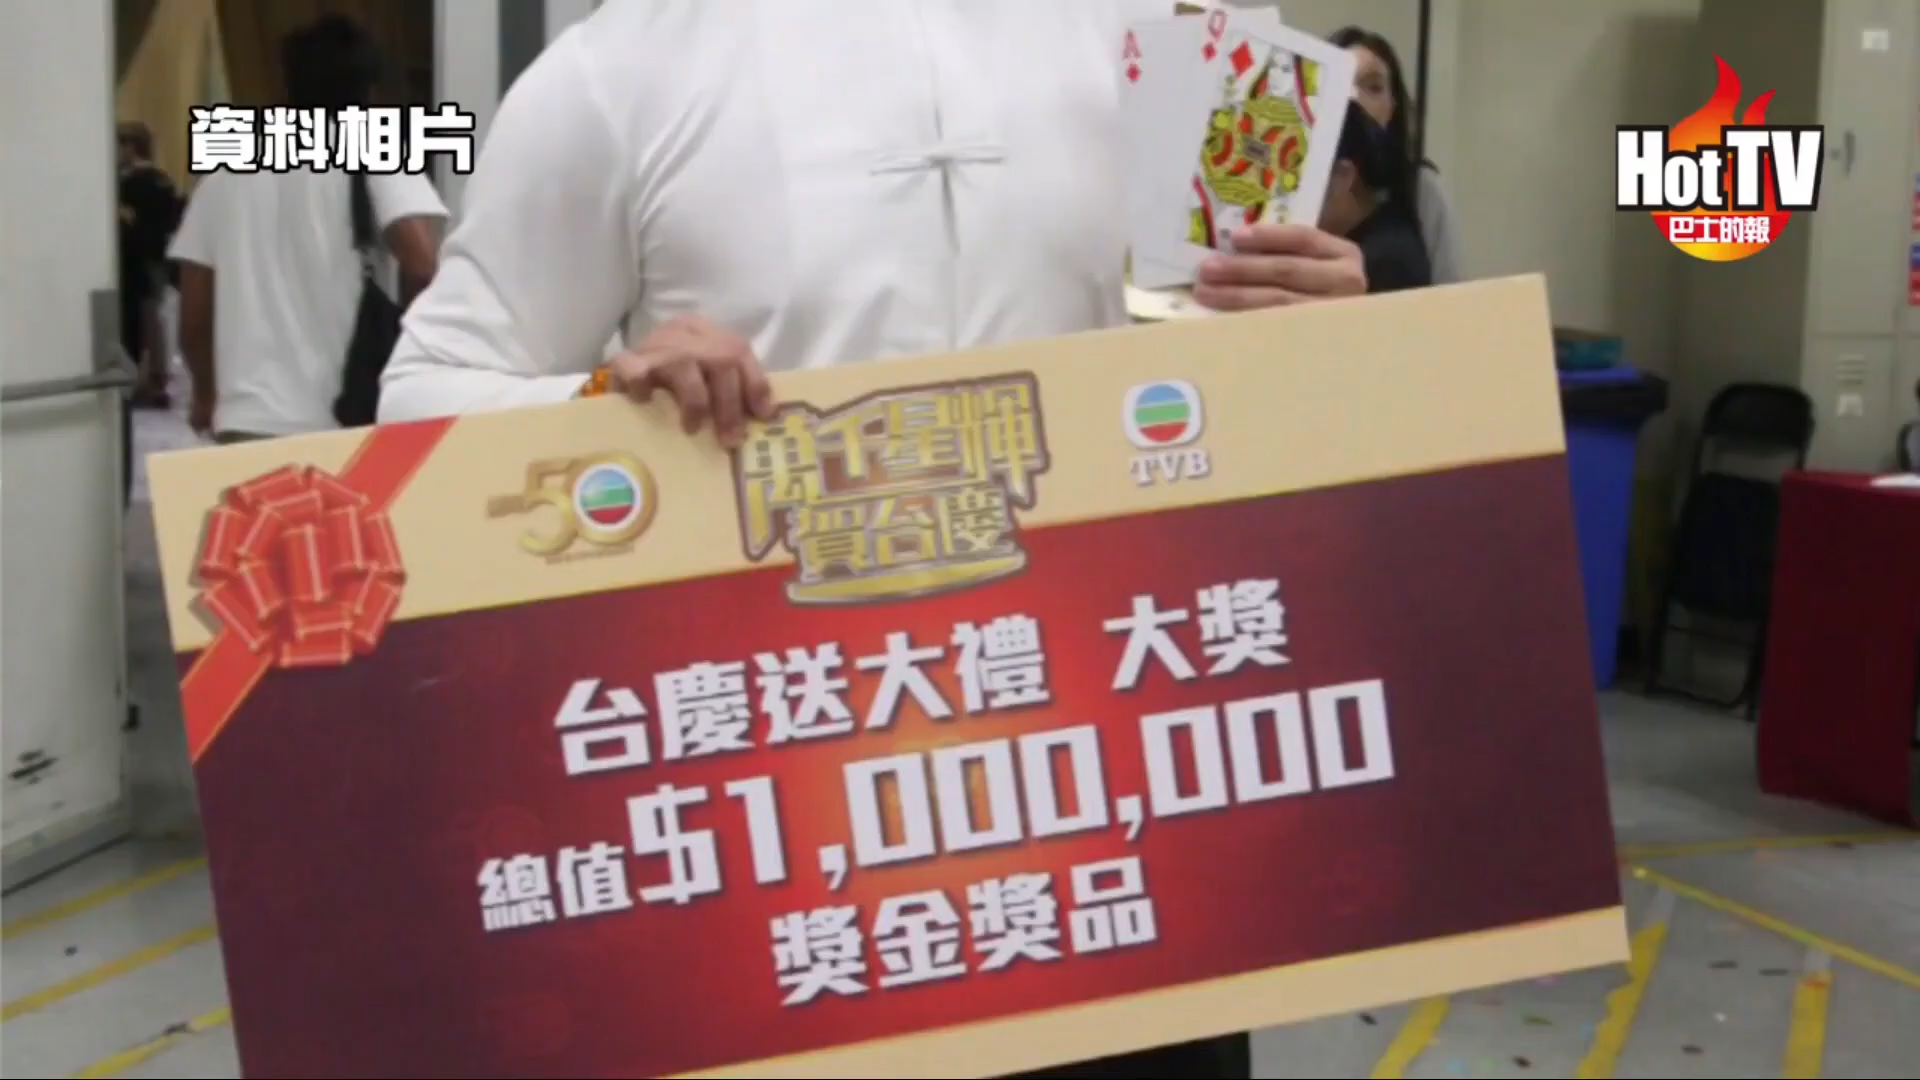 資料相片
HotTV
巴士的報
A
Q
50
萬千星輝
賀台慶
TVB
台慶送大禮 大獎
總值$1,000,000
獎金獎品